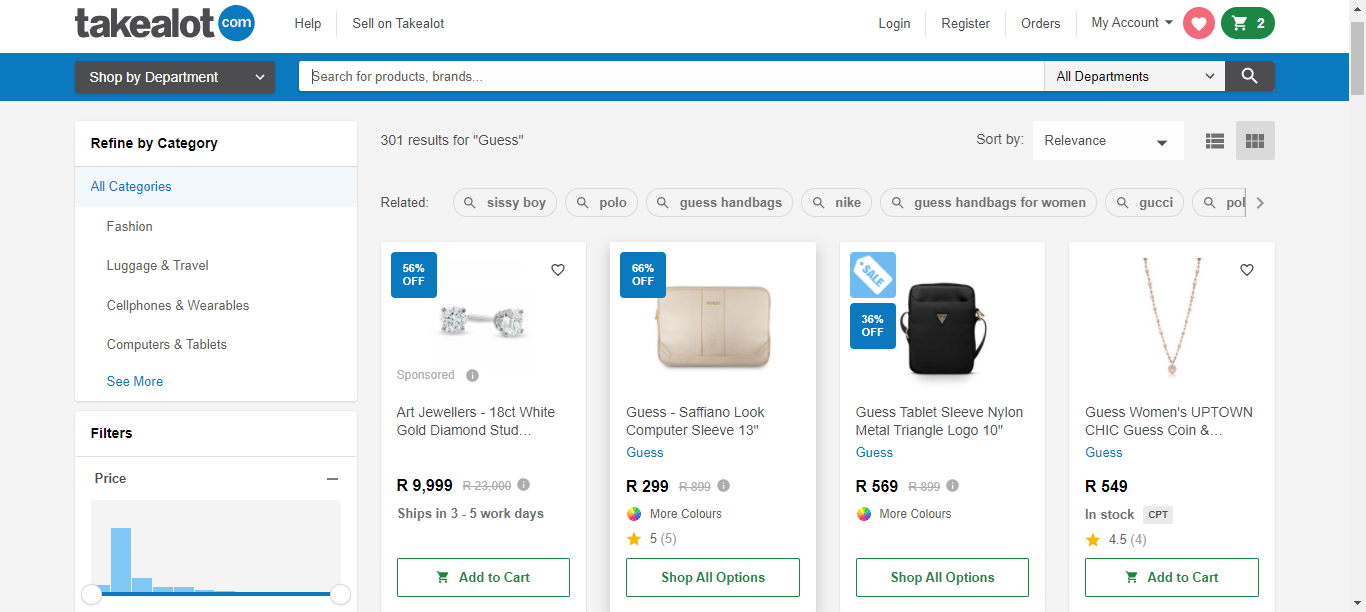 takealot com
Help
Sell on Takealot
Login
Register
Orders
My Account
2
Shop by Department
Search for products, brands...
All Departments
Refine by Category
All Categories
Fashion
Luggage & Travel
Cellphones & Wearables
Computers & Tablets
See More
Filters
Price
301 results for "Guess"
Sort by:
Relevance
Related:
sissy boy
polo
guess handbags
nike
guess handbags for women
gucci
pol
56%
OFF
Sponsored
Art Jewellers - 18ct White
Gold Diamond Stud...
R 9,999 R 23,000
Ships in 3 - 5 work days
Add to Cart
66%
OFF
Guess - Saffiano Look
Computer Sleeve 13"
Guess
R 299 R 899
More Colours
5 (5)
Shop All Options
SALE
36%
OFF
Guess Tablet Sleeve Nylon
Metal Triangle Logo 10"
Guess
R 569 R 899
More Colours
Shop All Options
Guess Women's UPTOWN
CHIC Guess Coin &...
Guess
R 549
In stock CPT
4.5 (4)
Add to Cart